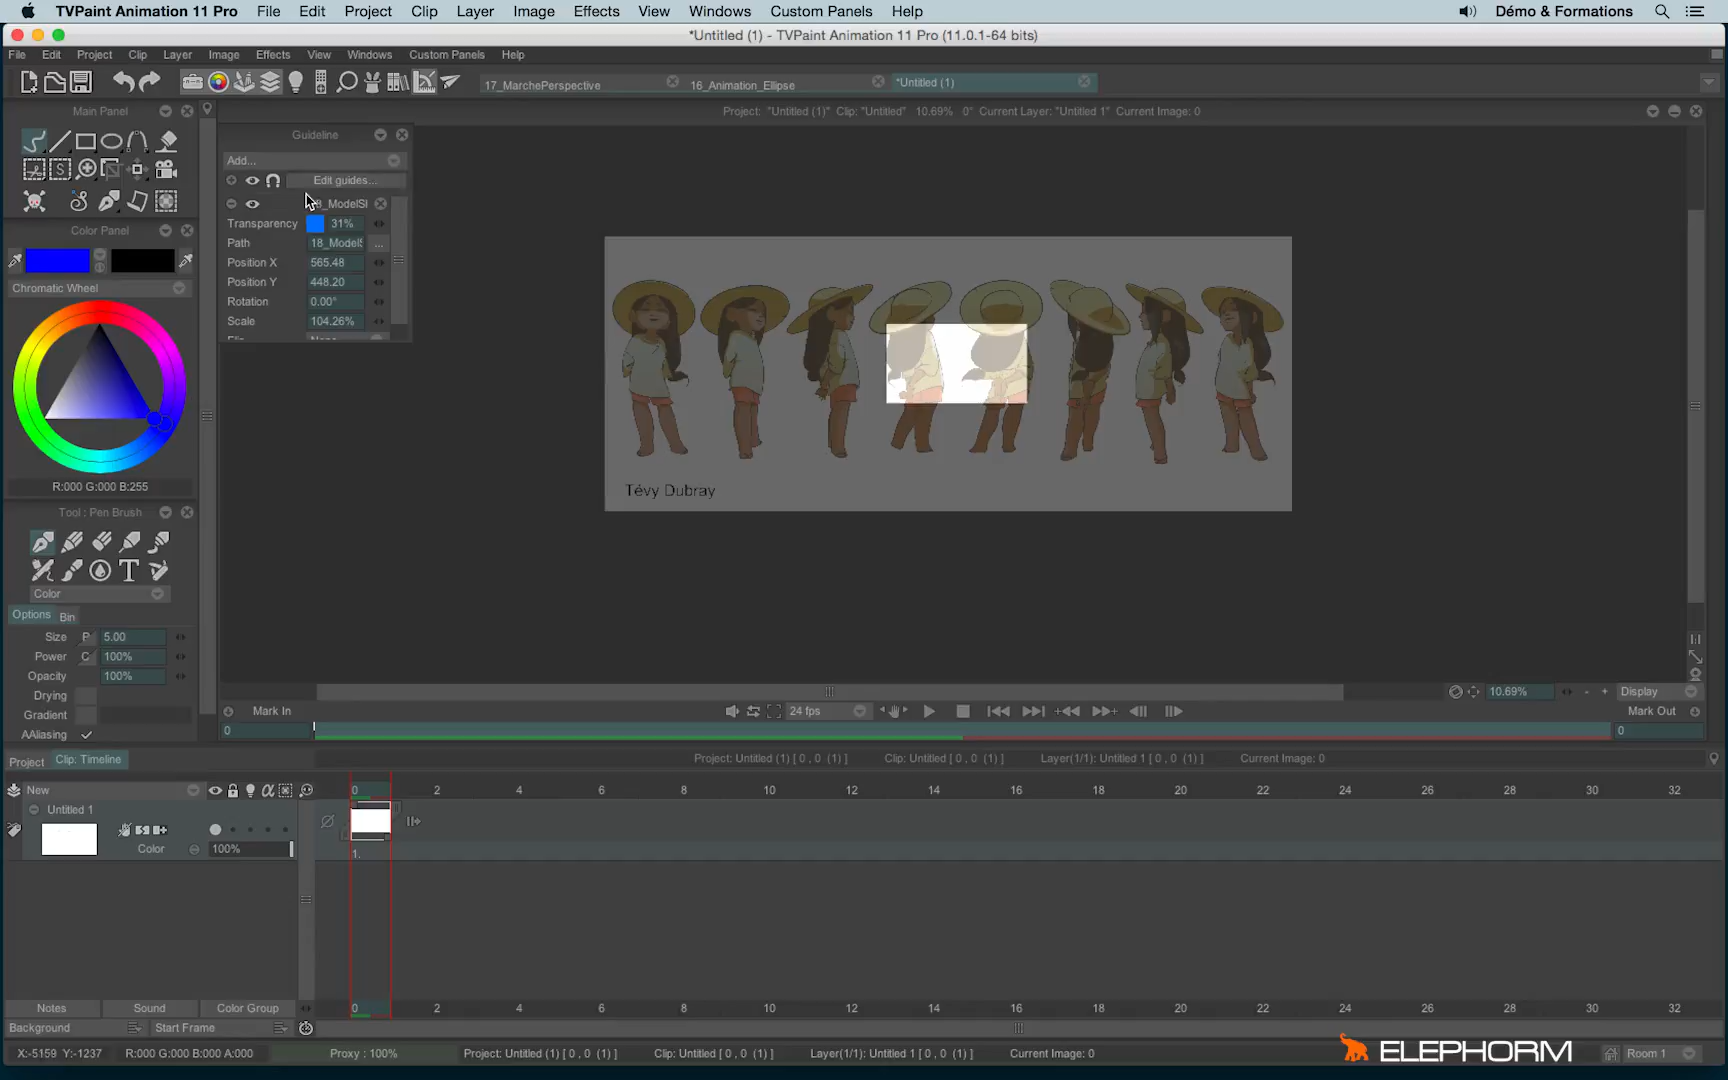 TVPaint Animation 11 Pro File Edit Project Clip Layer Image Effects View Windows Custom Panels Help Démo & Formations
*Untitled (1) - TVPaint Animation 11 Pro (11.0.1-64 bits)
File Edit Project Clip Layer Image Effects View Windows Custom Panels Help
17_MarchePerspective 16_Animation_Ellipse *Untitled (1)
Main Panel
Project: "Untitled (1)" Clip: "Untitled" 10.69% 0° Current Layer: "Untitled 1" Current Image: 0
Guideline
Add...
Edit guides...
Transparency 31%
Path
Position X 565.48
Position Y 448.20
Rotation 0.00°
Scale 104.26%
Color Panel
Chromatic Wheel
R:000 G:000 B:255
Tévy Dubray
Tool : Pen Brush
Color
Options Bin
Size P 5.00
Power C 100%
Opacity 100%
Drying
Gradient
AAliasing
10.69% - + Display
Mark In 24 fps Mark Out
0 0
Project Clip: Timeline Project: Untitled (1) [ 0 , 0 (1) ] Clip: Untitled [ 0 , 0 (1) ] Layer(1/1): Untitled 1 [ 0 , 0 (1) ] Current Image: 0
New 0 2 4 6 8 10 12 14 16 18 20 22 24 26 28 30 32
Untitled 1
Color 100%
1.
Notes Sound Color Group 0 2 4 6 8 10 12 14 16 18 20 22 24 26 28 30 32
Background Start Frame
X:-5159 Y:-1237 R:000 G:000 B:000 A:000 Proxy : 100% Project: Untitled (1) [ 0 , 0 (1) ] Clip: Untitled [ 0 , 0 (1) ] Layer(1/1): Untitled 1 [ 0 , 0 (1) ] Current Image: 0 ELEPHORM Room 1